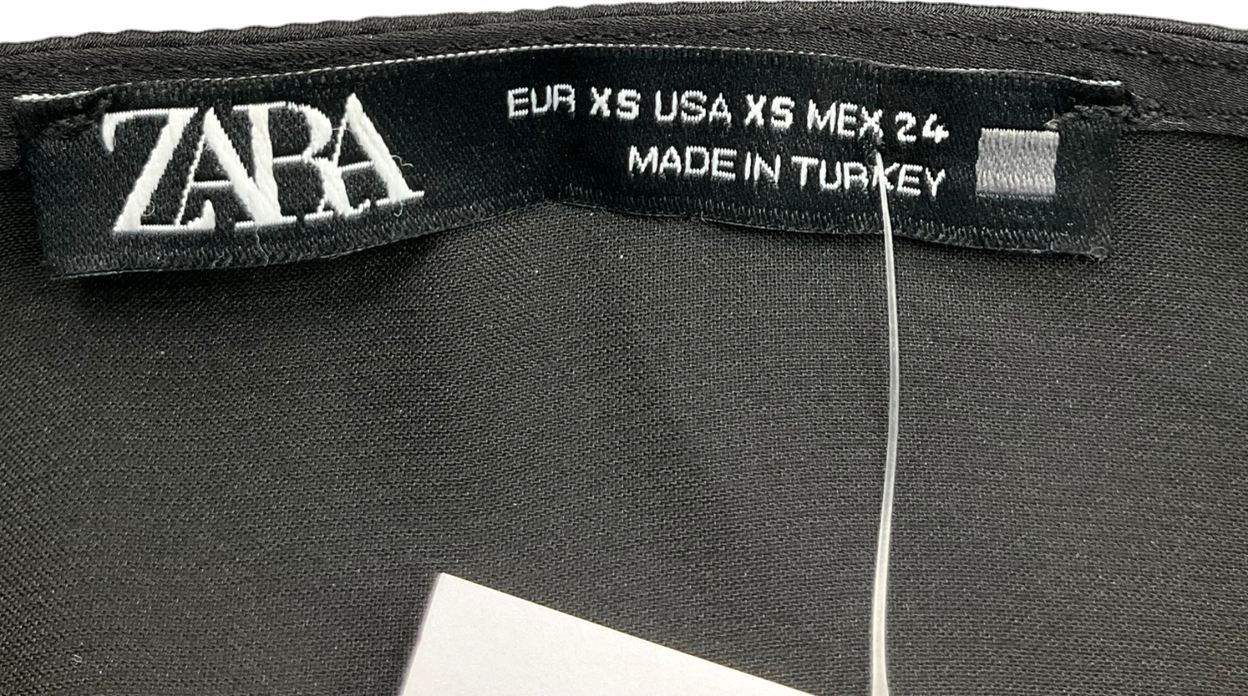 ZARA
EUR XS USA XS MEX 24
MADE IN TURKEY